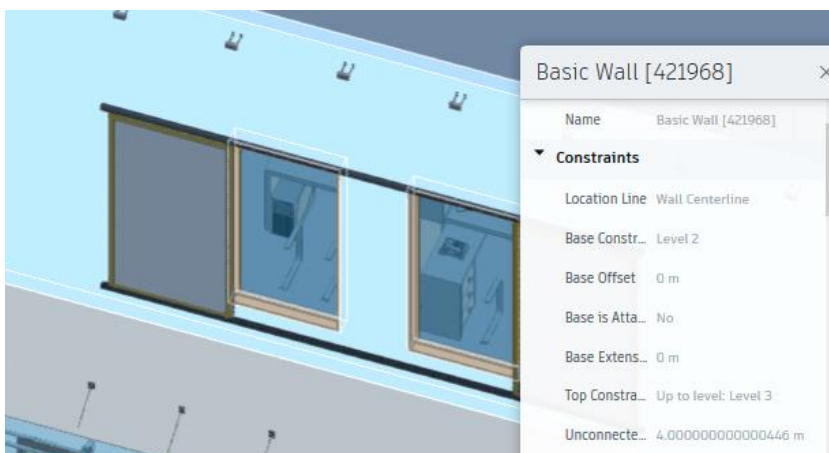 Basic Wall [421968]
Name Basic Wall [421968]
Constraints
Location Line Wall Centerline
Base Constr... Level 2
Base Offset 0 m
Base is Atta... No
Base Extens... 0 m
Top Constra... Up to level: Level 3
Unconnecte... 4.000000000000446 m